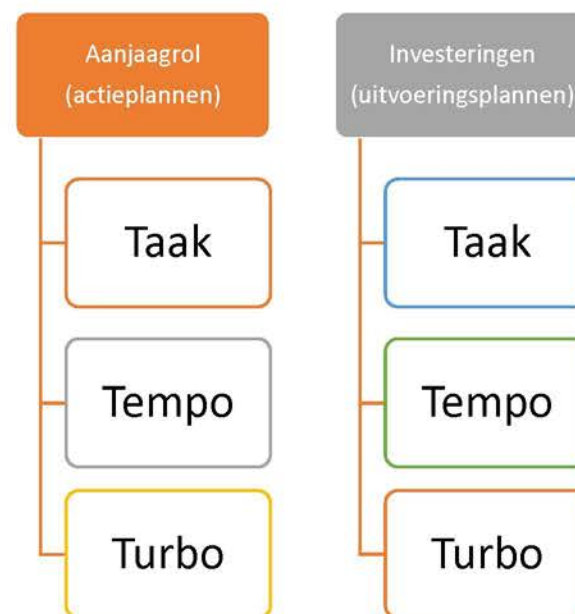 Aanjaagrol
(actieplannen)
Taak
Tempo
Turbo
Investeringen
(uitvoeringsplannen)
Taak
Tempo
Turbo